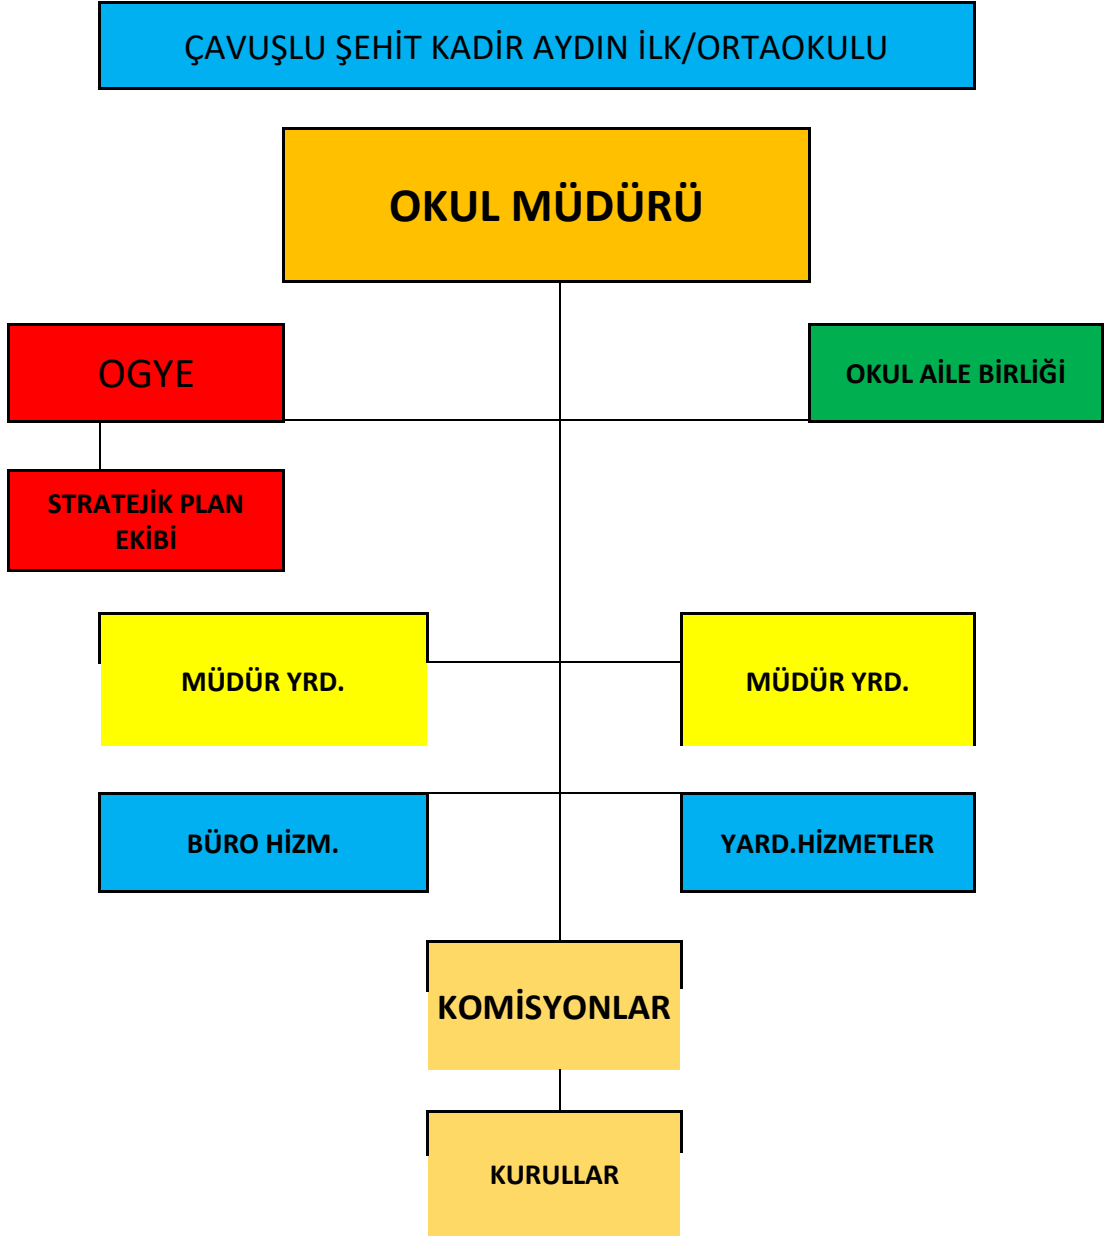 ÇAVUŞLU ŞEHİT KADİR AYDIN İLK/ORTAOKULU
OKUL MÜDÜRÜ
OGYE
OKUL AİLE BİRLİĞİ
STRATEJİK PLAN
EKİBİ
MÜDÜR YRD.
MÜDÜR YRD.
BÜRO HİZM.
YARD.HİZMETLER
KOMİSYONLAR
KURULLAR